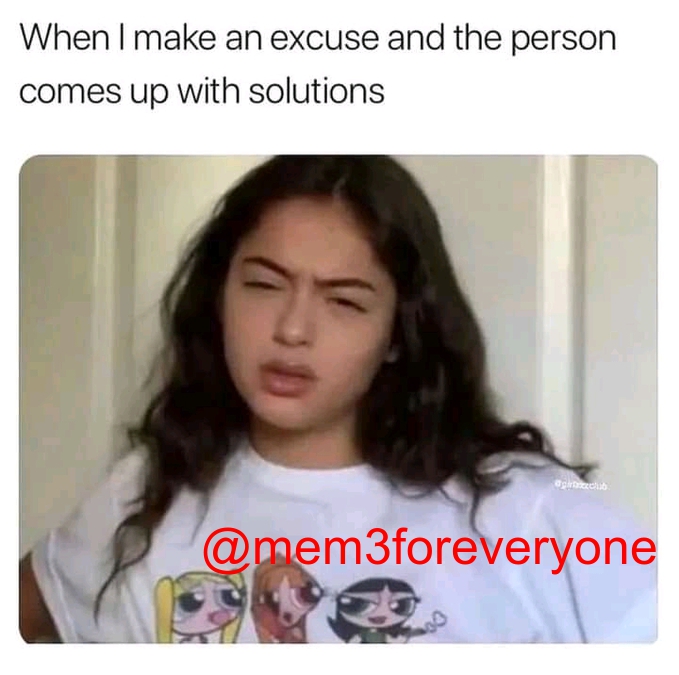 When I make an excuse and the person
comes up with solutions
@mem3foreveryone